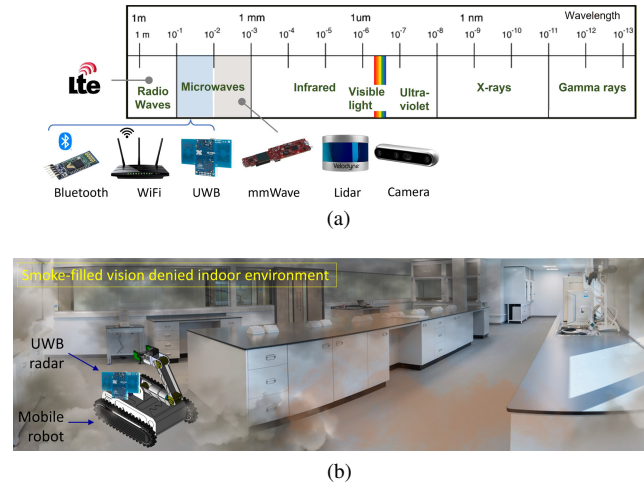 1m 1 mm 1um 1 nm Wavelength
1 m 10⁻¹ 10⁻² 10⁻³ 10⁻⁴ 10⁻⁵ 10⁻⁶ 10⁻⁷ 10⁻⁸ 10⁻⁹ 10⁻¹⁰ 10⁻¹¹ 10⁻¹² 10⁻¹³
Lte
Radio
Waves
Microwaves
Infrared
Visible
light
Ultra-
violet
X-rays
Gamma rays
Velodyne
Bluetooth WiFi UWB mmWave Lidar Camera
(a)
Smoke-filled vision denied indoor environment
UWB
radar
Mobile
robot
(b)